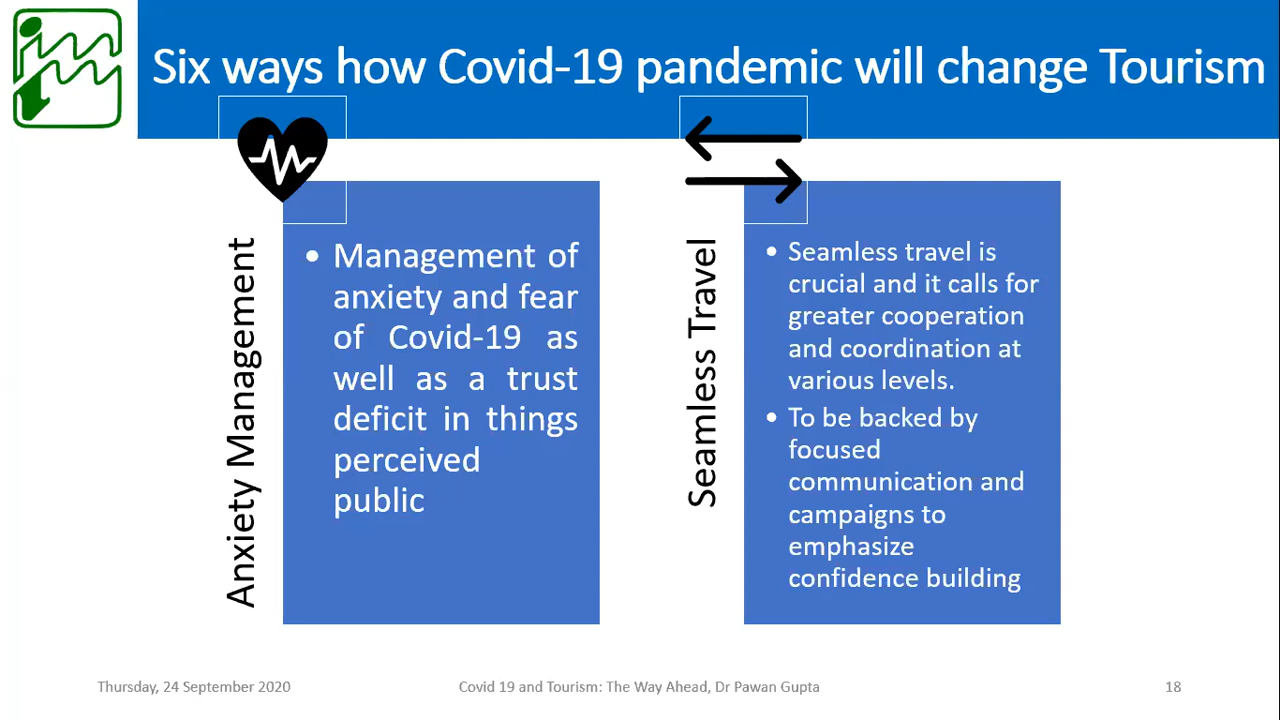 Six ways how Covid-19 pandemic will change Tourism
Anxiety Management
• Management of
anxiety and fear
of Covid-19 as
well as a trust
deficit in things
perceived
public
Seamless Travel
• Seamless travel is
crucial and it calls for
greater cooperation
and coordination at
various levels.
• To be backed by
focused
communication and
campaigns to
emphasize
confidence building
Thursday, 24 September 2020
Covid 19 and Tourism: The Way Ahead, Dr Pawan Gupta
18